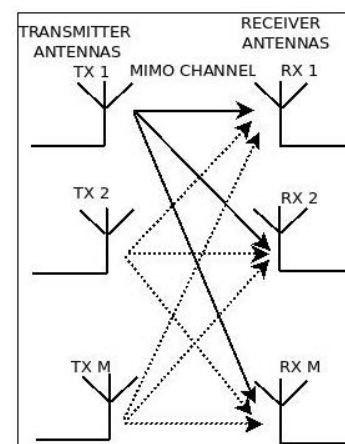 TRANSMITTER
ANTENNAS
RECEIVER
ANTENNAS
TX 1
MIMO CHANNEL
RX 1
TX 2
RX 2
TX M
RX M